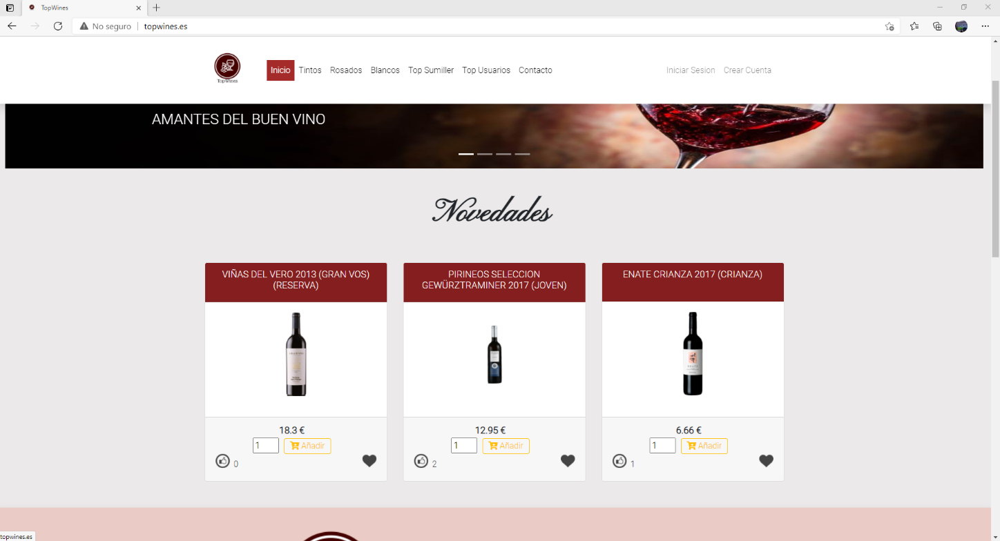 TopWines
No seguro
topwines.es
TopWines
Inicio
Tintos
Rosados
Blancos
Top Sumiller
Top Usuarios
Contacto
Iniciar Sesion
Crear Cuenta
AMANTES DEL BUEN VINO
Novedades
VIÑAS DEL VERO 2013 (GRAN VOS)
(RESERVA)
18.3 €
1
Añadir
0
PIRINEOS SELECCION
GEWÜRZTRAMINER 2017 (JOVEN)
12.95 €
1
Añadir
2
ENATE CRIANZA 2017 (CRIANZA)
ENATE
6.66 €
1
Añadir
1
topwines.es